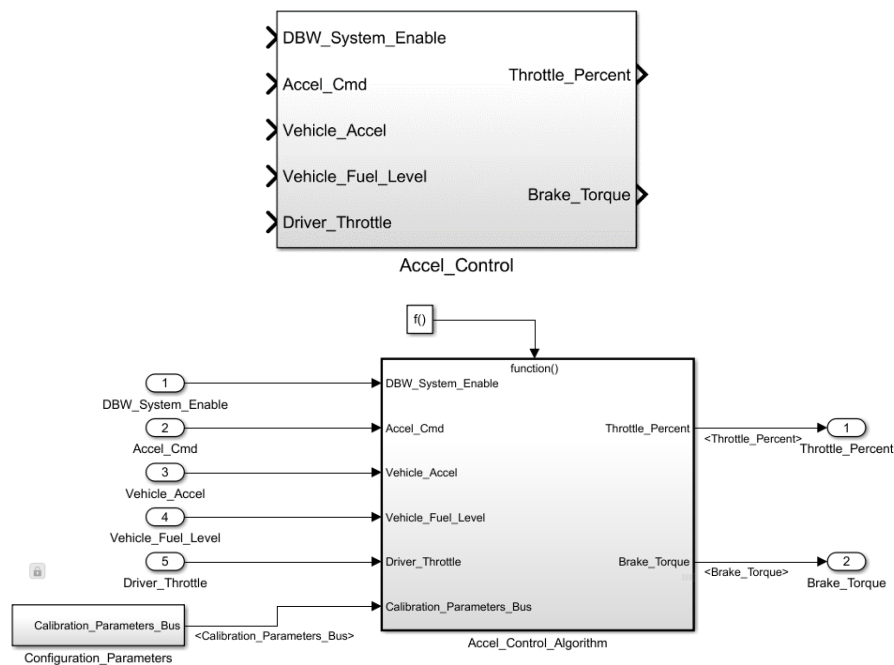 DBW_System_Enable
Accel_Cmd
Throttle_Percent
Vehicle_Accel
Vehicle_Fuel_Level
Brake_Torque
Driver_Throttle
Accel_Control
f()
function()
1
DBW_System_Enable
DBW_System_Enable
2
Accel_Cmd
Accel_Cmd
Throttle_Percent
<Throttle_Percent>
1
Throttle_Percent
3
Vehicle_Accel
Vehicle_Accel
4
Vehicle_Fuel_Level
Vehicle_Fuel_Level
5
Driver_Throttle
Driver_Throttle
Brake_Torque
<Brake_Torque>
2
Brake_Torque
Calibration_Parameters_Bus
<Calibration_Parameters_Bus>
Calibration_Parameters_Bus
Configuration_Parameters
Accel_Control_Algorithm